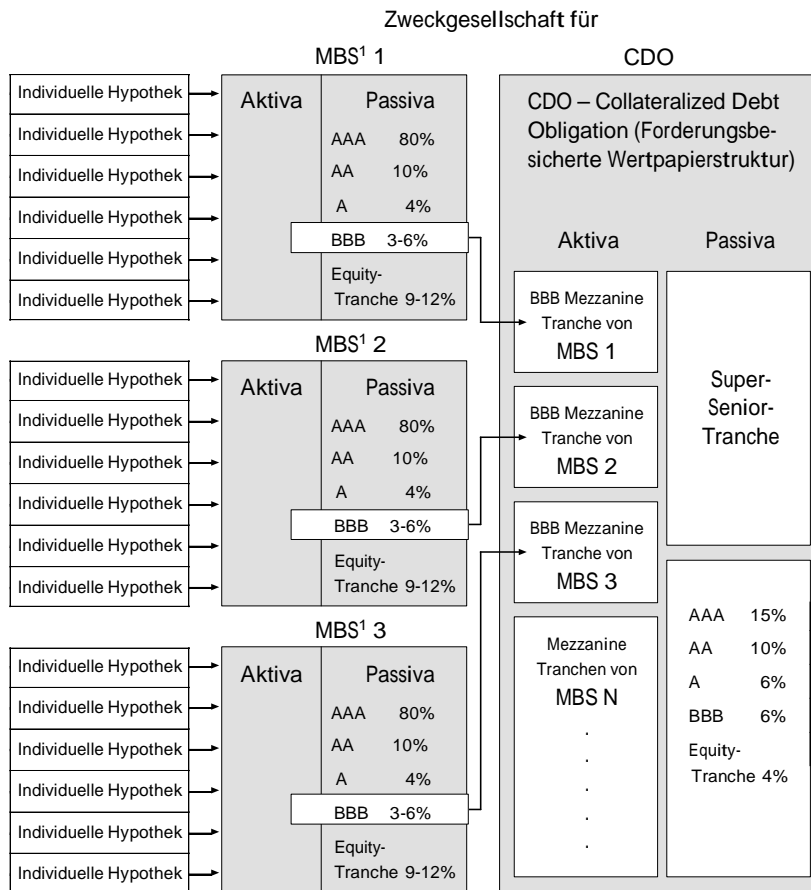 Zweckgesellschaft für
MBS¹ 1
Individuelle Hypothek
Individuelle Hypothek
Individuelle Hypothek
Individuelle Hypothek
Individuelle Hypothek
Individuelle Hypothek
Aktiva
Passiva
AAA 80%
AA 10%
A 4%
BBB 3-6%
Equity-
Tranche 9-12%
MBS¹ 2
Individuelle Hypothek
Individuelle Hypothek
Individuelle Hypothek
Individuelle Hypothek
Individuelle Hypothek
Individuelle Hypothek
Aktiva
Passiva
AAA 80%
AA 10%
A 4%
BBB 3-6%
Equity-
Tranche 9-12%
MBS¹ 3
Individuelle Hypothek
Individuelle Hypothek
Individuelle Hypothek
Individuelle Hypothek
Individuelle Hypothek
Individuelle Hypothek
Aktiva
Passiva
AAA 80%
AA 10%
A 4%
BBB 3-6%
Equity-
Tranche 9-12%
CDO
CDO – Collateralized Debt
Obligation (Forderungsbe-
sicherte Wertpapierstruktur)
Aktiva
BBB Mezzanine
Tranche von
MBS 1
BBB Mezzanine
Tranche von
MBS 2
BBB Mezzanine
Tranche von
MBS 3
Mezzanine
Tranchen von
MBS N
.
.
.
.
.
Passiva
Super-
Senior-
Tranche
AAA 15%
AA 10%
A 6%
BBB 6%
Equity-
Tranche 4%